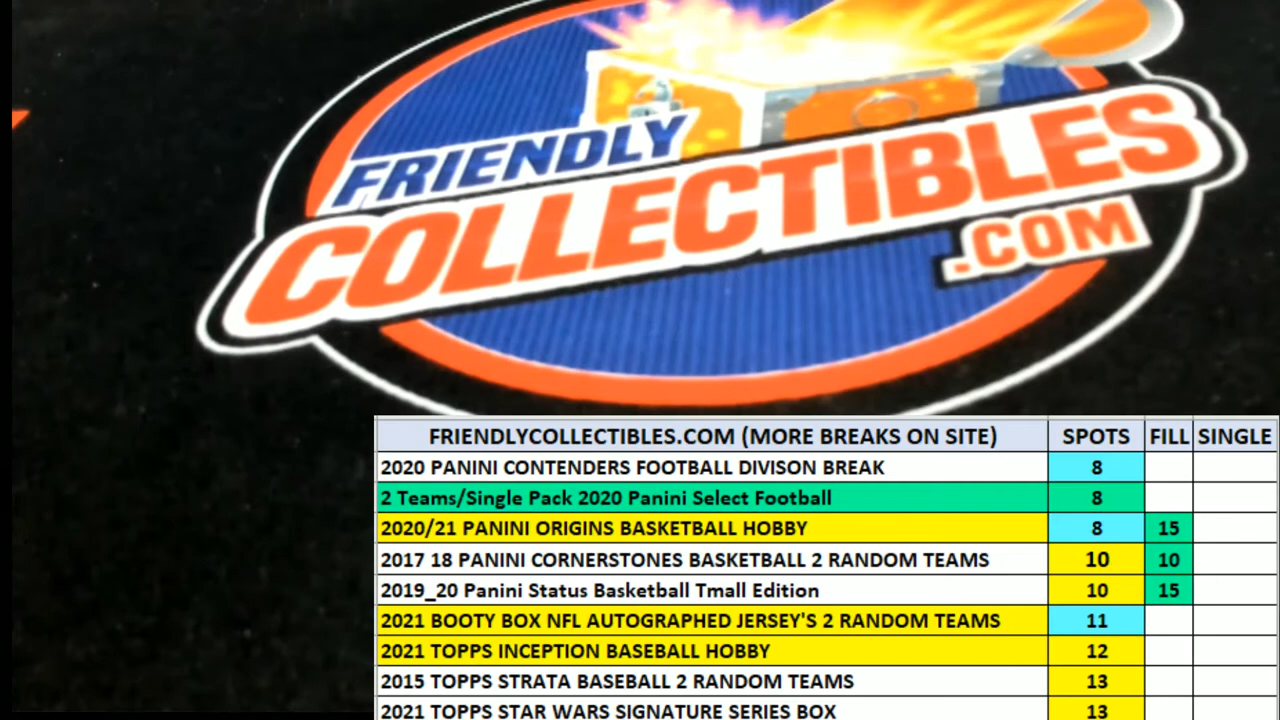 FRIENDLY
COLLECTIBLES
.COM
FRIENDLYCOLLECTIBLES.COM (MORE BREAKS ON SITE) SPOTS FILL SINGLE
2020 PANINI CONTENDERS FOOTBALL DIVISON BREAK 8
2 Teams/Single Pack 2020 Panini Select Football 8
2020/21 PANINI ORIGINS BASKETBALL HOBBY 8 15
2017 18 PANINI CORNERSTONES BASKETBALL 2 RANDOM TEAMS 10 10
2019_20 Panini Status Basketball Tmall Edition 10 15
2021 BOOTY BOX NFL AUTOGRAPHED JERSEY'S 2 RANDOM TEAMS 11
2021 TOPPS INCEPTION BASEBALL HOBBY 12
2015 TOPPS STRATA BASEBALL 2 RANDOM TEAMS 13
2021 TOPPS STAR WARS SIGNATURE SERIES BOX 13